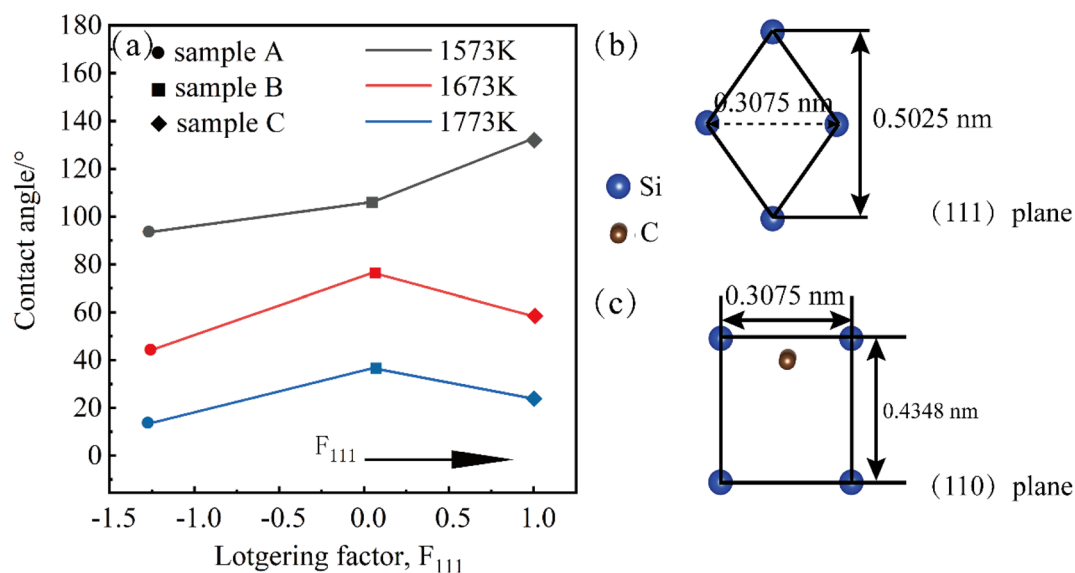 (a)
sample A
sample B
sample C
1573K
1673K
1773K
Contact angle/°
180
160
140
120
100
80
60
40
20
0
F111
-1.5
-1.0
-0.5
0.0
0.5
1.0
Lotgering factor, F111
(b)
0.3075 nm
0.5025 nm
Si
C
(111) plane
(c)
0.3075 nm
0.4348 nm
(110) plane